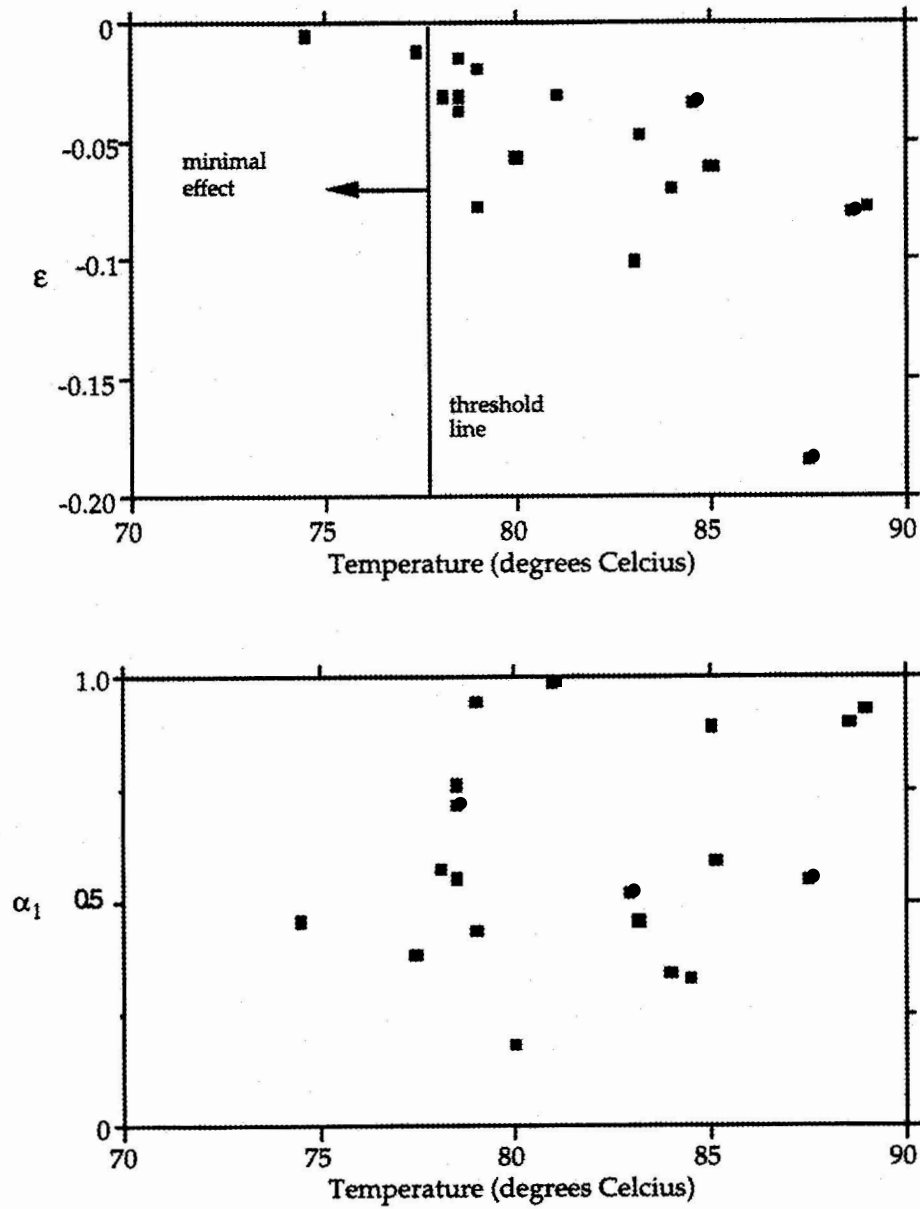 0
-0.05
minimal
effect
-0.1
ε
-0.15
threshold
line
-0.20
70 75 80 85 90
Temperature (degrees Celcius)
1.0
α1 0.5
0
70 75 80 85 90
Temperature (degrees Celcius)